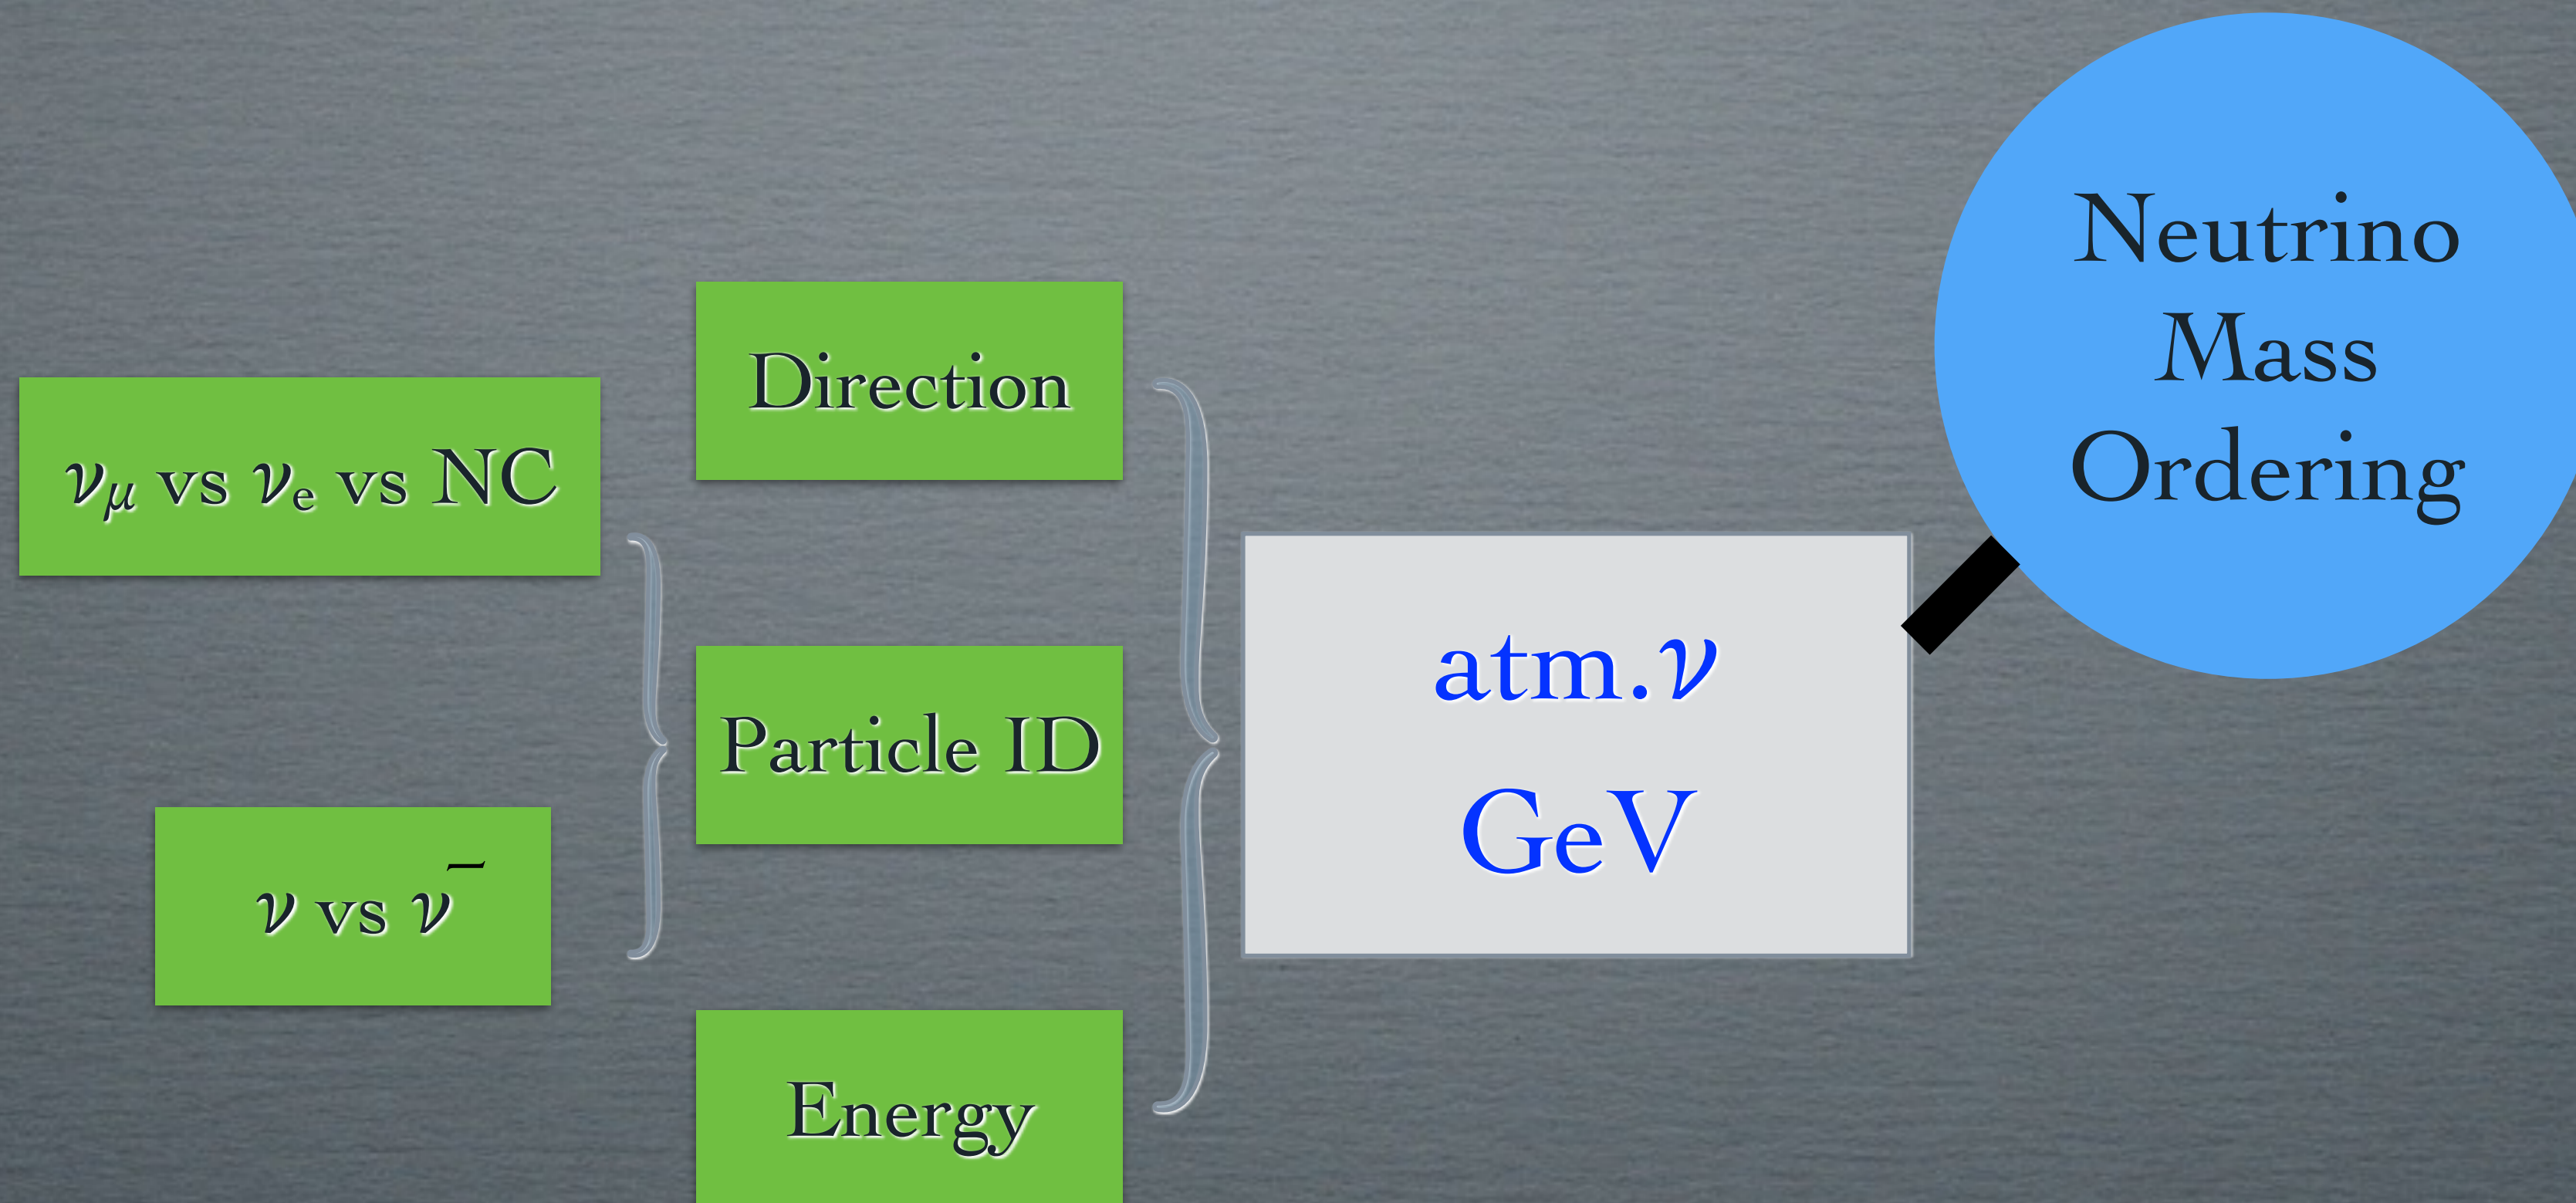 Neutrino
Mass
Ordering
Direction
νμ vs νe vs NC
atm.ν
GeV
Particle ID
ν vs ν̄
Energy